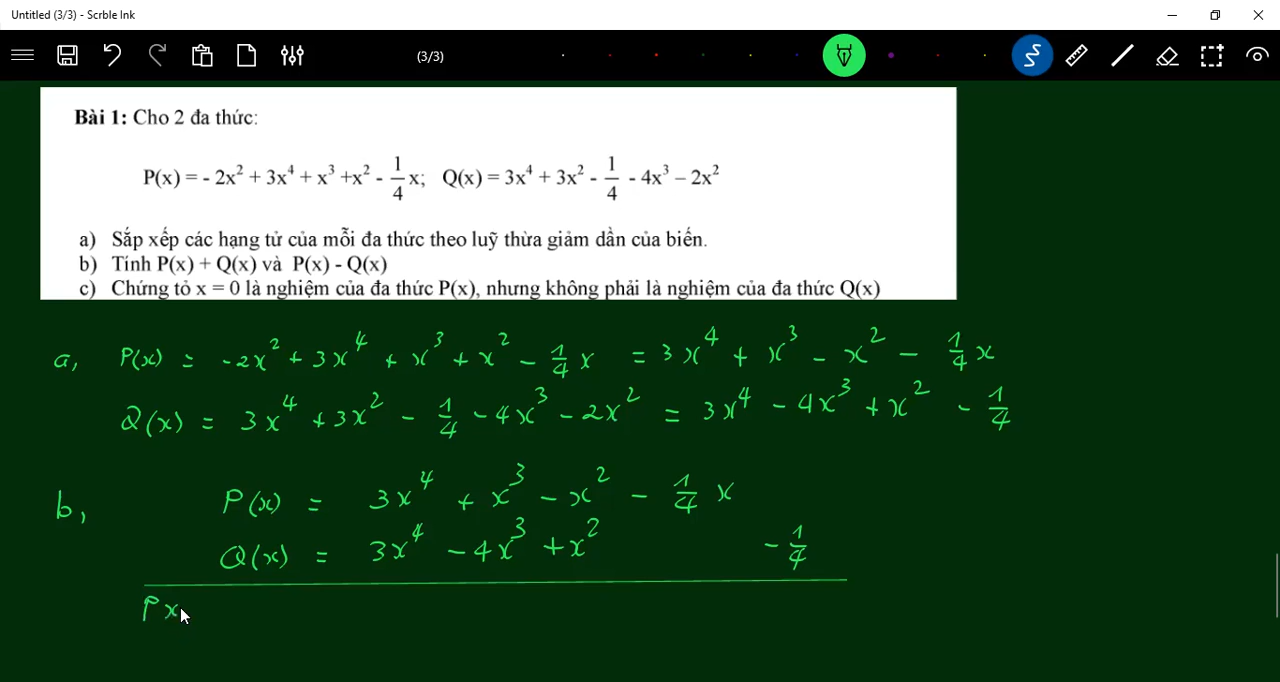 Untitled (3/3) - Scrble Ink
(3/3)
Bài 1: Cho 2 đa thức:
P(x) = - 2x² + 3x⁴ + x³ +x² - 1/4 x; Q(x) = 3x⁴ + 3x² - 1/4 - 4x³ – 2x²
a) Sắp xếp các hạng tử của mỗi đa thức theo luỹ thừa giảm dần của biến.
b) Tính P(x) + Q(x) và P(x) - Q(x)
c) Chứng tỏ x = 0 là nghiệm của đa thức P(x), nhưng không phải là nghiệm của đa thức Q(x)
a, P(x) = -2x² + 3x⁴ + x³ + x² - 1/4 x = 3x⁴ + x³ - x² - 1/4 x
Q(x) = 3x⁴ + 3x² - 1/4 - 4x³ - 2x² = 3x⁴ - 4x³ + x² - 1/4
b, P(x) = 3x⁴ + x³ - x² - 1/4 x
Q(x) = 3x⁴ - 4x³ + x² - 1/4
Px